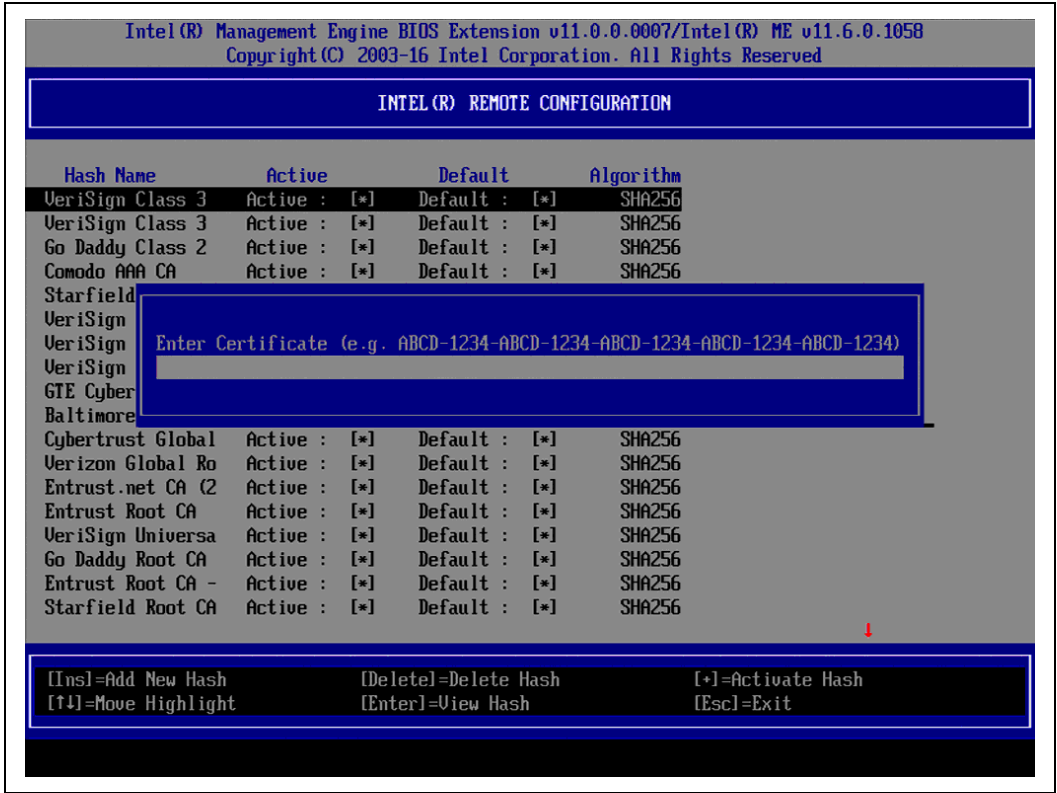 Intel(R) Management Engine BIOS Extension v11.0.0.0007/Intel(R) ME v11.6.0.1058
Copyright(C) 2003-16 Intel Corporation. All Rights Reserved
INTEL(R) REMOTE CONFIGURATION
Hash Name Active Default Algorithm
VeriSign Class 3 Active : [*] Default : [*] SHA256
VeriSign Class 3 Active : [*] Default : [*] SHA256
Go Daddy Class 2 Active : [*] Default : [*] SHA256
Comodo AAA CA Active : [*] Default : [*] SHA256
Starfield
VeriSign
VeriSign
VeriSign
GTE Cyber
Baltimore
Enter Certificate (e.g. ABCD-1234-ABCD-1234-ABCD-1234-ABCD-1234-ABCD-1234)
Cybertrust Global Active : [*] Default : [*] SHA256
Verizon Global Ro Active : [*] Default : [*] SHA256
Entrust.net CA (2 Active : [*] Default : [*] SHA256
Entrust Root CA Active : [*] Default : [*] SHA256
VeriSign Universa Active : [*] Default : [*] SHA256
Go Daddy Root CA Active : [*] Default : [*] SHA256
Entrust Root CA - Active : [*] Default : [*] SHA256
Starfield Root CA Active : [*] Default : [*] SHA256
↓
[Ins]=Add New Hash [Delete]=Delete Hash [+]=Activate Hash
[↑↓]=Move Highlight [Enter]=View Hash [Esc]=Exit